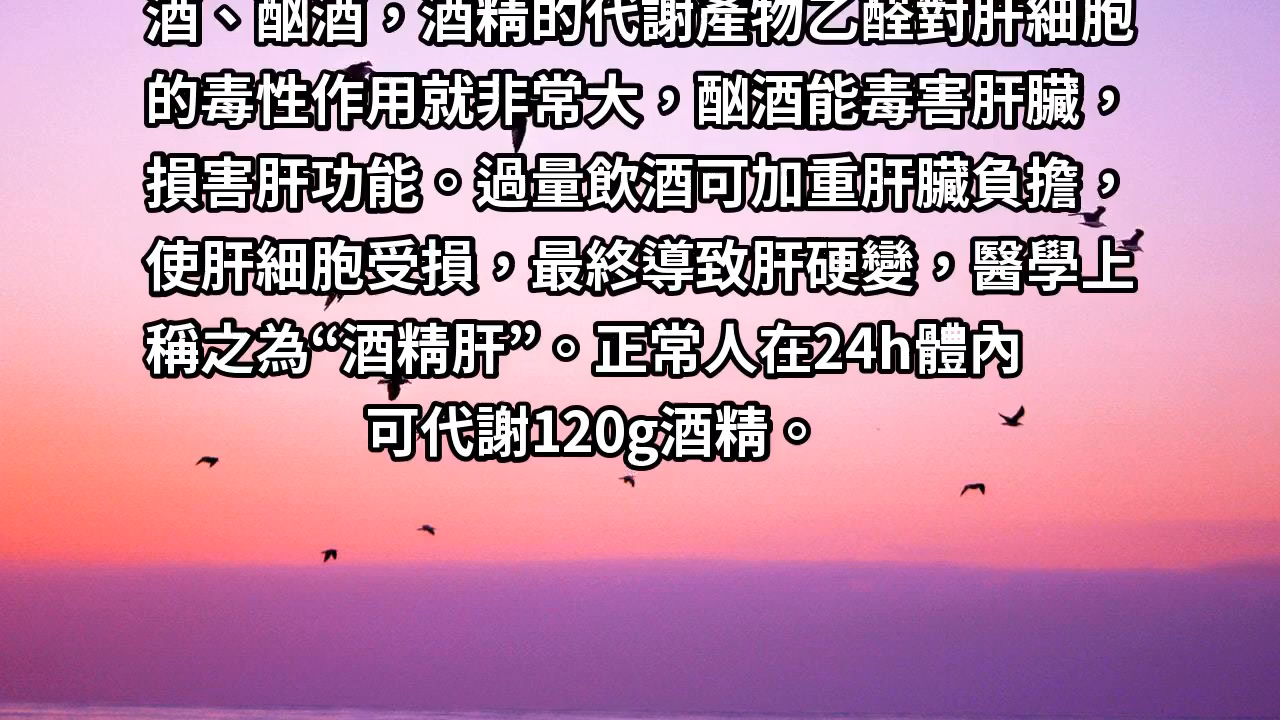 酒、酗酒，酒精的代謝產物乙醛對肝細胞
的毒性作用就非常大，酗酒能毒害肝臟，
損害肝功能。過量飲酒可加重肝臟負擔，
使肝細胞受損，最終導致肝硬變，醫學上
稱之為“酒精肝”。正常人在24h體內
可代謝120g酒精。